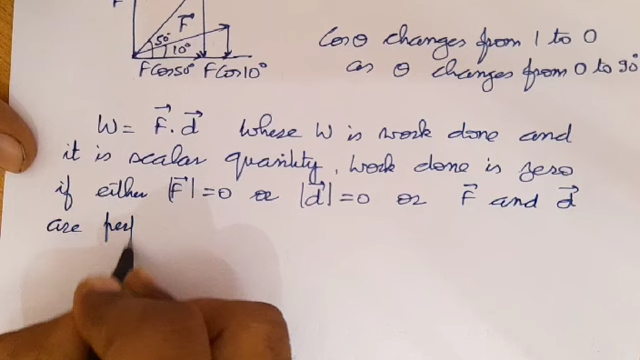 F
F⃗
50°
10°
FCos50° FCos10°
Cosθ changes from 1 to 0
as θ changes from 0 to 90°
W = F⃗ . d⃗ where W is work done and
it is scalar quantity. Work done is zero
if either |F⃗| = 0 or |d⃗| = 0 or F⃗ and d⃗
are per